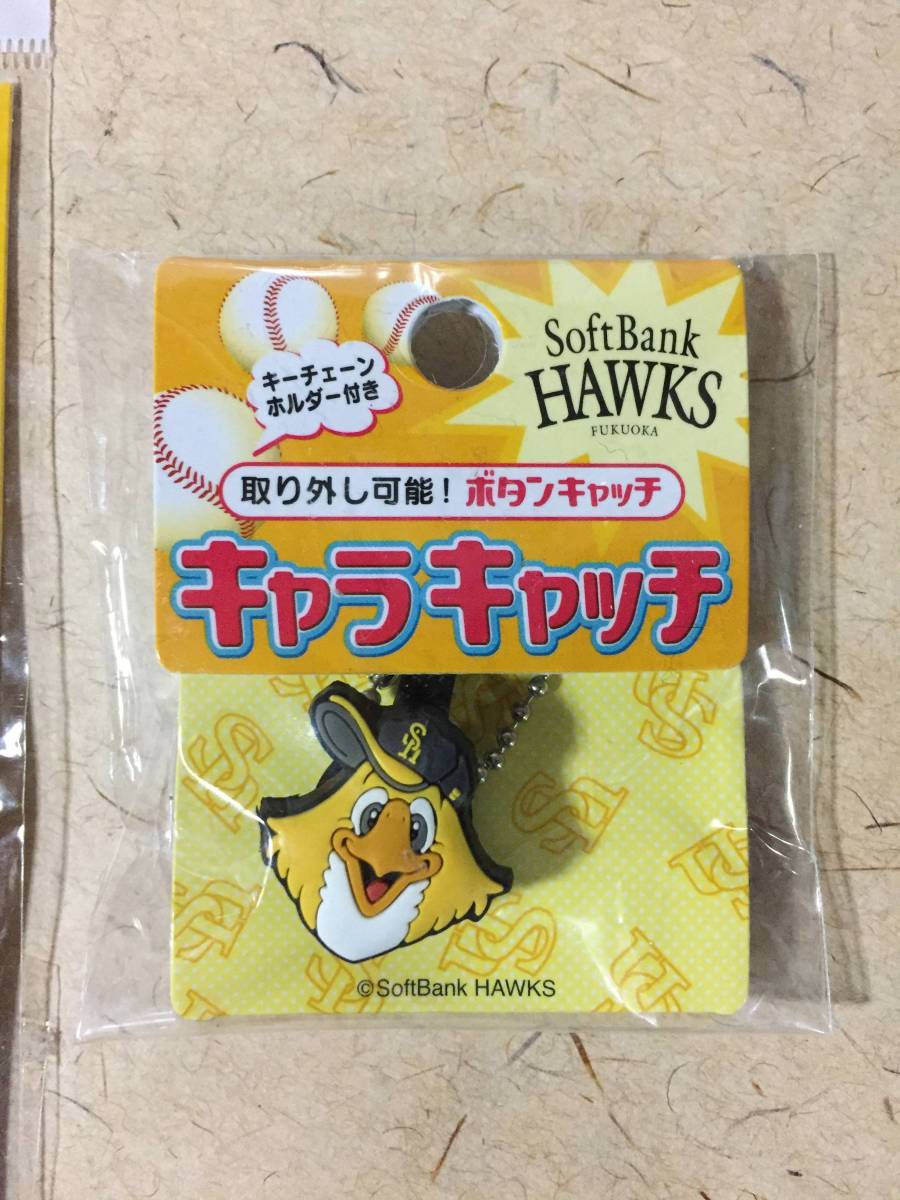 SoftBank
HAWKS
FUKUOKA
キーチェーン
ホルダー付き
取り外し可能！ボタンキャッチ
キャラキャッチ
SH
©SoftBank HAWKS